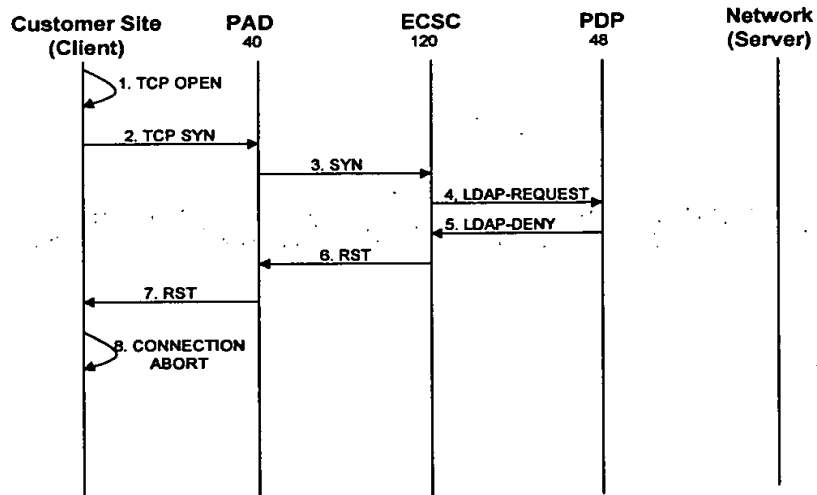 Customer Site
(Client)
PAD
40
ECSC
120
PDP
48
Network
(Server)
1. TCP OPEN
2. TCP SYN
3. SYN
4, LDAP-REQUEST
5. LDAP-DENY
6. RST
7. RST
8. CONNECTION
ABORT